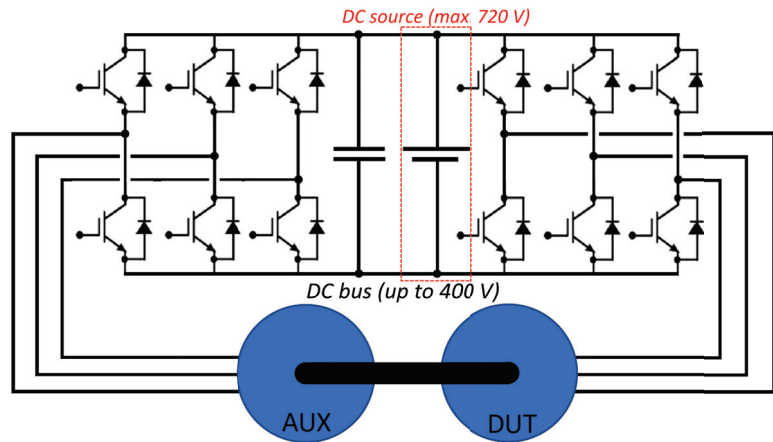 DC source (max. 720 V)
DC bus (up to 400 V)
AUX
DUT